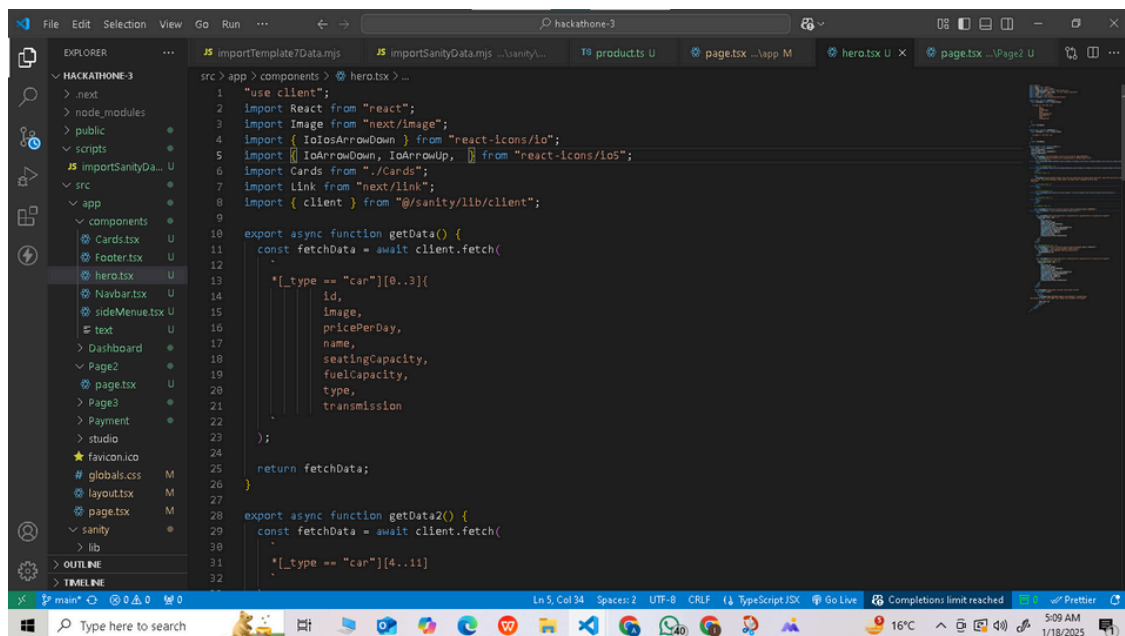 File Edit Selection View Go Run ... hackathone-3
EXPLORER ...
JS importTemplate7Data.mjs JS importSanityData.mjs ...\sanity\... TS product.ts U page.tsx ...\app M hero.tsx U page.tsx ...\Page2 U ...
HACKATHONE-3
.next
node_modules
public
scripts
JS importSanityDa... U
src
app
components
Cards.tsx U
Footer.tsx U
hero.tsx U
Navbar.tsx U
sideMenue.tsx U
text U
Dashboard
Page2
page.tsx U
Page3
Payment
studio
favicon.ico
# globals.css M
layout.tsx M
page.tsx M
sanity
lib
OUTLINE
TIMELINE
src > app > components > hero.tsx > ...
1 "use client";
2 import React from "react";
3 import Image from "next/image";
4 import { IoIosArrowDown } from "react-icons/io";
5 import { IoArrowDown, IoArrowUp,  } from "react-icons/io5";
6 import Cards from "./Cards";
7 import Link from "next/link";
8 import { client } from "@/sanity/lib/client";
9
10 export async function getData() {
11 const fetchData = await client.fetch(
12 `
13 *[_type == "car"][0..3]{
14 id,
15 image,
16 pricePerDay,
17 name,
18 seatingCapacity,
19 fuelCapacity,
20 type,
21 transmission
22 `
23 );
24
25 return fetchData;
26 }
27
28 export async function getData2() {
29 const fetchData = await client.fetch(
30 `
31 *[_type == "car"][4..11]
32 `
main* 0 0 0 Ln 5, Col 34 Spaces: 2 UTF-8 CRLF {} TypeScript JSX Go Live Completions limit reached 0 Prettier
Type here to search 40 16°C 5:09 AM
1/18/2025